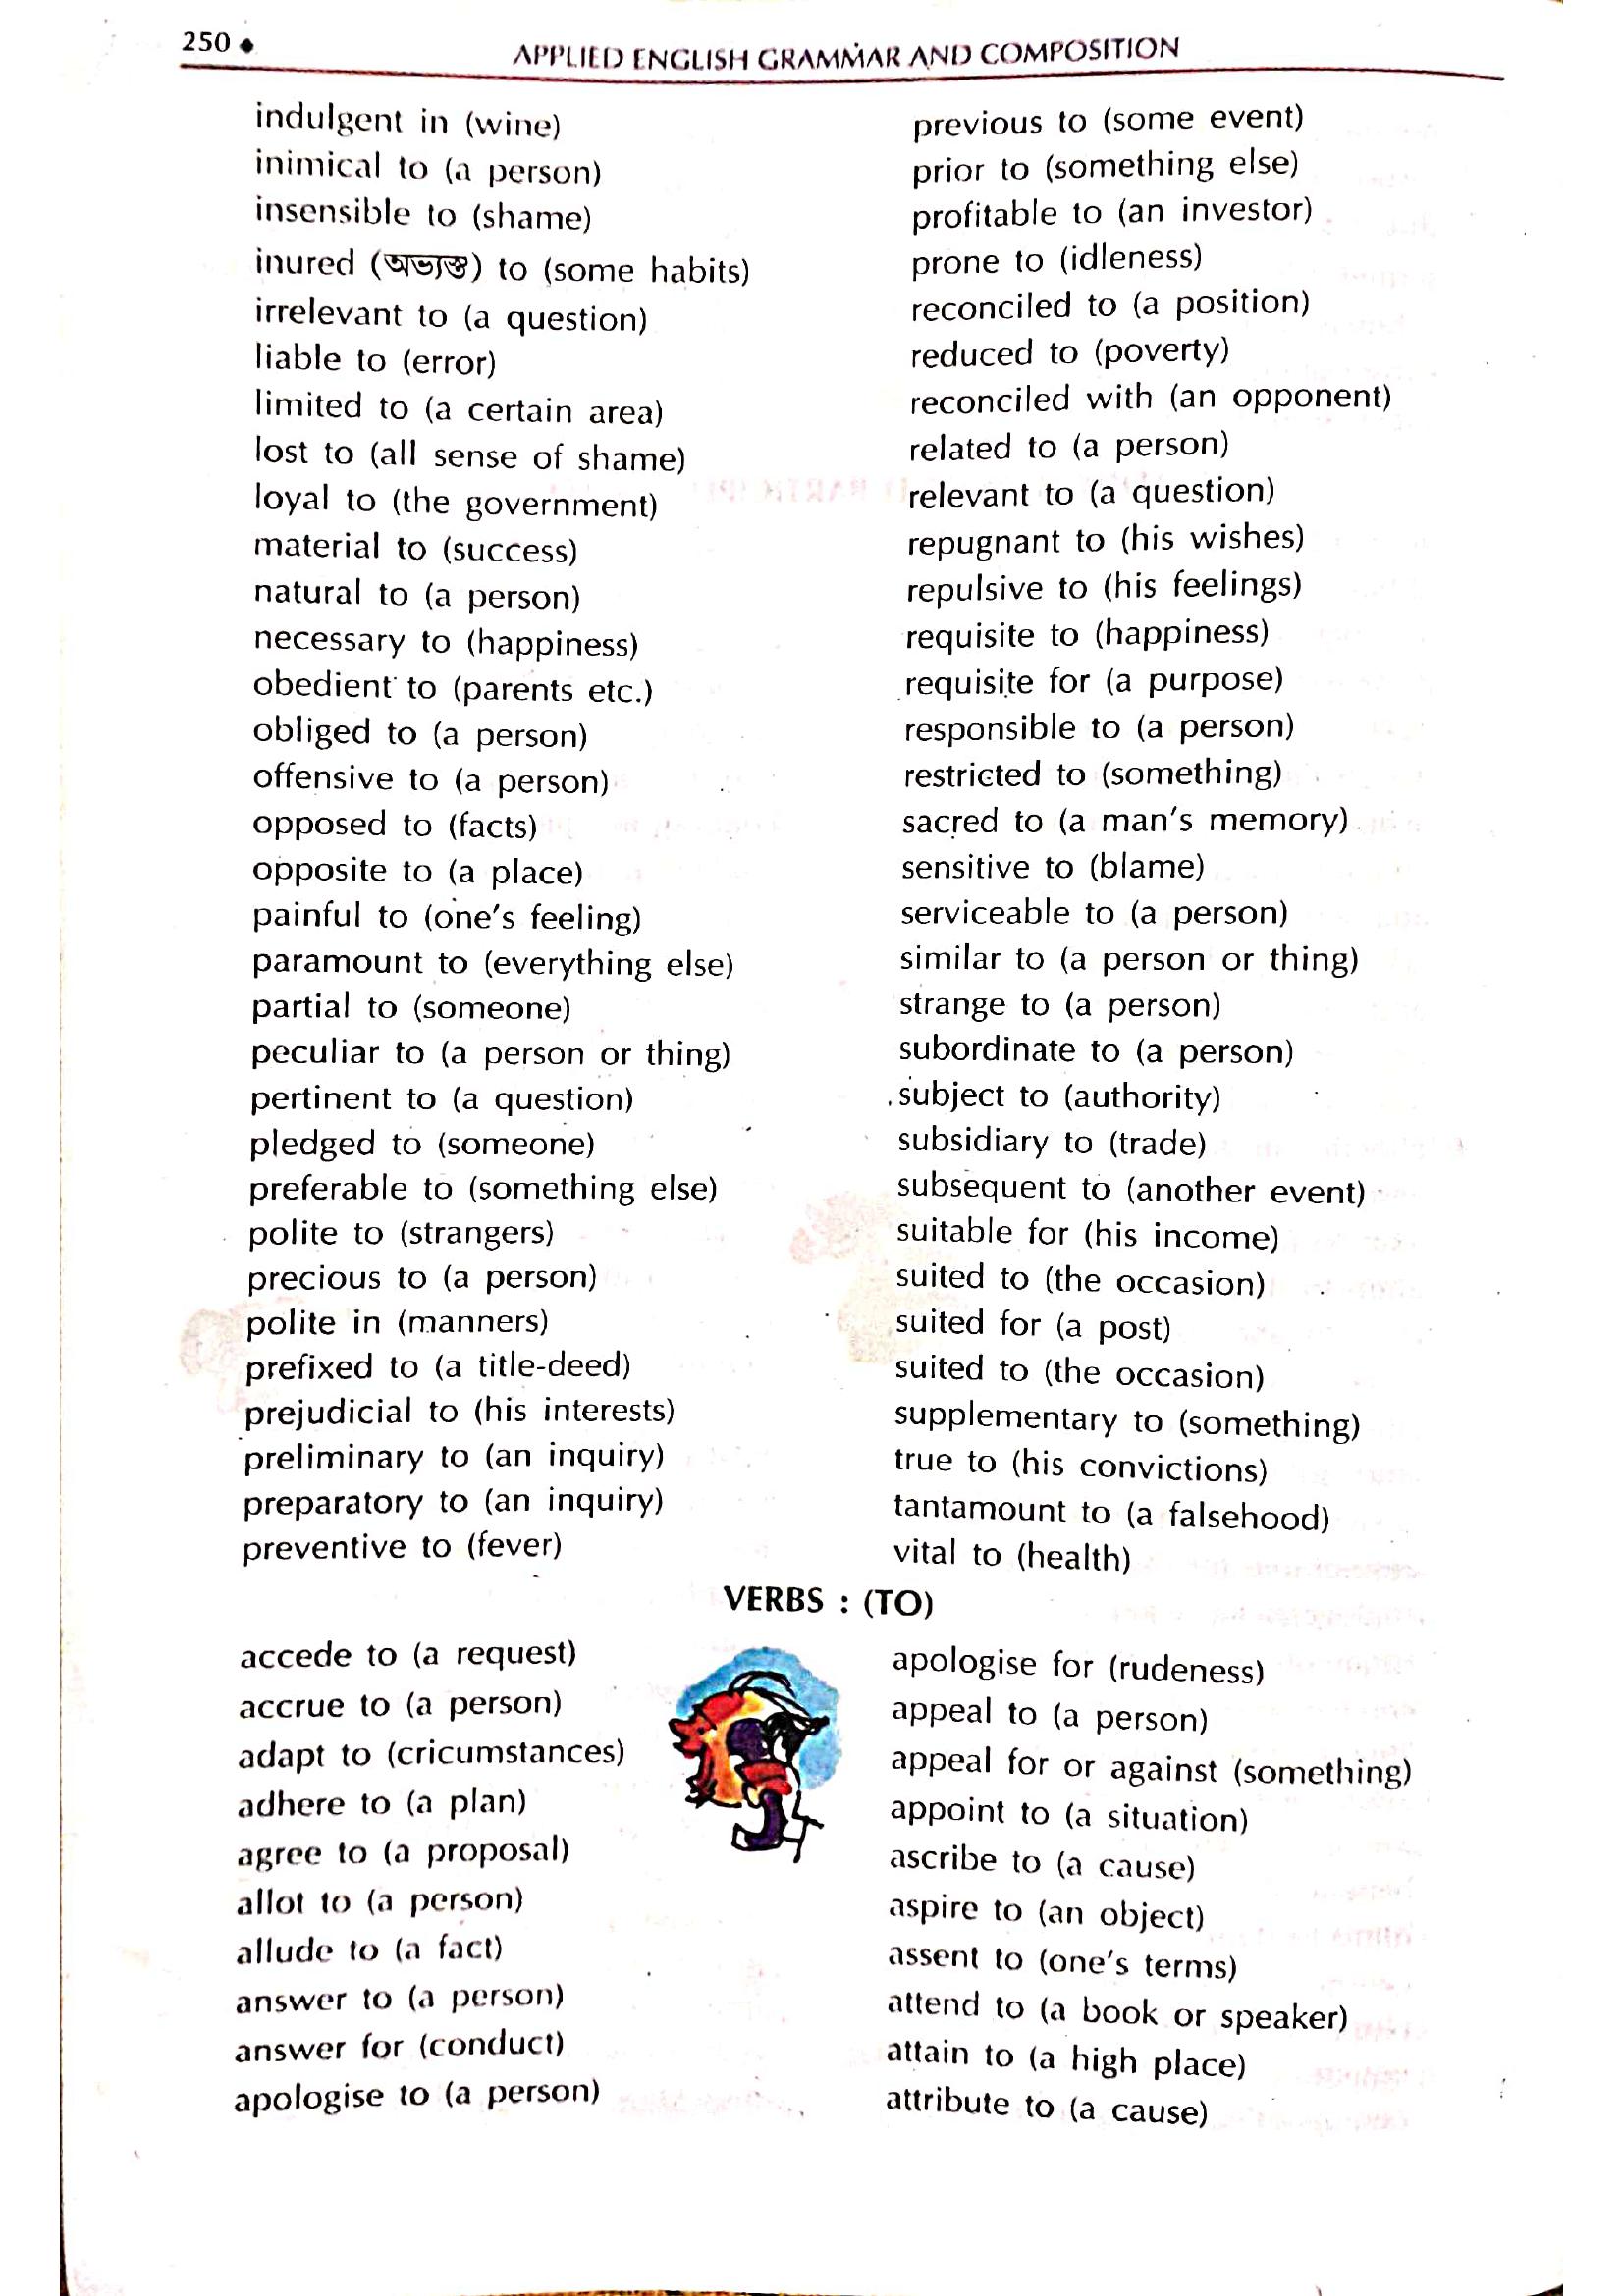 250 ♦
APPLIED ENGLISH GRAMMAR AND COMPOSITION
indulgent in (wine)
inimical to (a person)
insensible to (shame)
inured (অভ্যস্ত) to (some habits)
irrelevant to (a question)
liable to (error)
limited to (a certain area)
lost to (all sense of shame)
loyal to (the government)
material to (success)
natural to (a person)
necessary to (happiness)
obedient to (parents etc.)
obliged to (a person)
offensive to (a person)
opposed to (facts)
opposite to (a place)
painful to (one's feeling)
paramount to (everything else)
partial to (someone)
peculiar to (a person or thing)
pertinent to (a question)
pledged to (someone)
preferable to (something else)
polite to (strangers)
precious to (a person)
polite in (manners)
prefixed to (a title-deed)
prejudicial to (his interests)
preliminary to (an inquiry)
preparatory to (an inquiry)
preventive to (fever)
previous to (some event)
prior to (something else)
profitable to (an investor)
prone to (idleness)
reconciled to (a position)
reduced to (poverty)
reconciled with (an opponent)
related to (a person)
relevant to (a question)
repugnant to (his wishes)
repulsive to (his feelings)
requisite to (happiness)
requisite for (a purpose)
responsible to (a person)
restricted to (something)
sacred to (a man's memory)
sensitive to (blame)
serviceable to (a person)
similar to (a person or thing)
strange to (a person)
subordinate to (a person)
subject to (authority)
subsidiary to (trade)
subsequent to (another event)
suitable for (his income)
suited to (the occasion)
suited for (a post)
suited to (the occasion)
supplementary to (something)
true to (his convictions)
tantamount to (a falsehood)
vital to (health)
VERBS : (TO)
accede to (a request)
accrue to (a person)
adapt to (cricumstances)
adhere to (a plan)
agree to (a proposal)
allot to (a person)
allude to (a fact)
answer to (a person)
answer for (conduct)
apologise to (a person)
apologise for (rudeness)
appeal to (a person)
appeal for or against (something)
appoint to (a situation)
ascribe to (a cause)
aspire to (an object)
assent to (one's terms)
attend to (a book or speaker)
attain to (a high place)
attribute to (a cause)